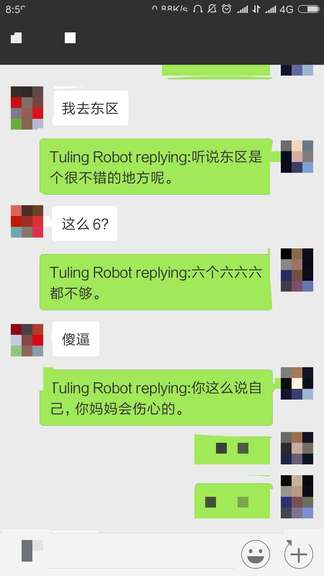 8:5
0.88K/s
4G
我去东区
Tuling Robot replying:听说东区是
个很不错的地方呢。
这么6?
Tuling Robot replying:六个六六六
都不够。
傻逼
Tuling Robot replying:你这么说自
己，你妈妈会伤心的。